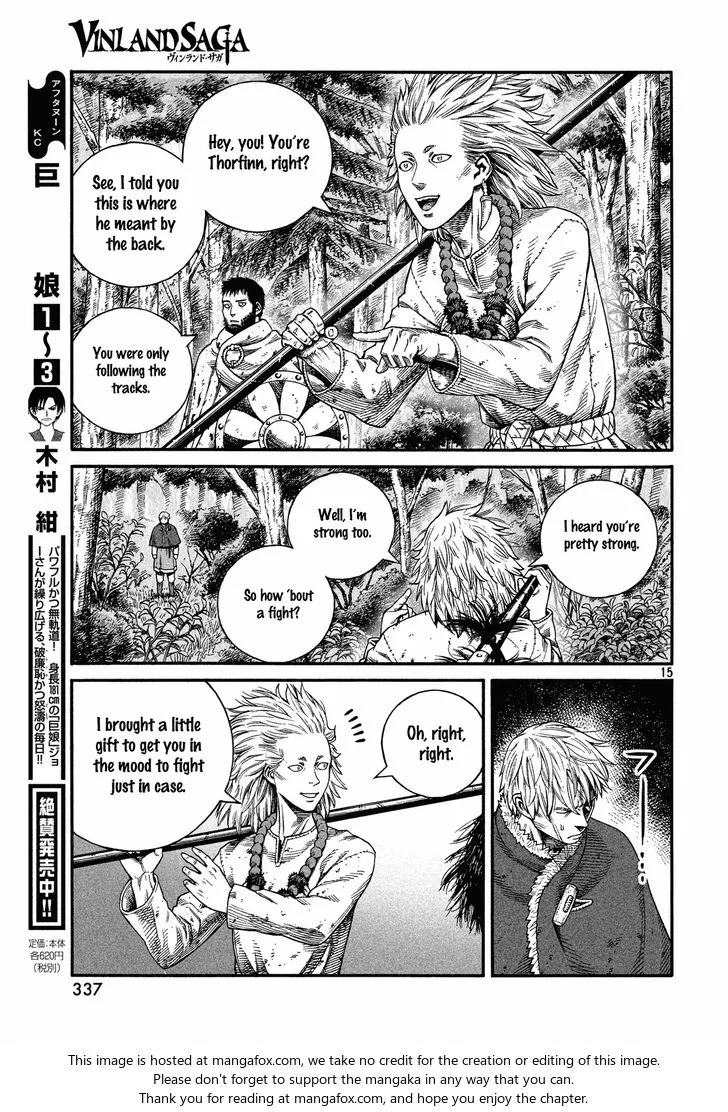 VINLAND SAGA
ヴィンランド・サガ
アフタヌーン
KC
巨娘1~3
木村紺
パワフルかつ無軌道! 身長181cmの「巨娘」ジョ
ーさんが繰り広げる、破廉恥かつ怒濤の毎日!!
絶賛発売中!!
定価:本体
各620円
(税別)
Hey, you! You're
Thorfinn, right?
See, I told you
this is where
he meant by
the back.
You were only
following the
tracks.
I heard you're
pretty strong.
Well, I'm
strong too.
So how 'bout
a fight?
15
Oh, right,
right.
I brought a little
gift to get you in
the mood to fight
just in case.
337
This image is hosted at mangafox.com, we take no credit for the creation or editing of this image.
Please don't forget to support the mangaka in any way that you can.
Thank you for reading at mangafox.com, and hope you enjoy the chapter.